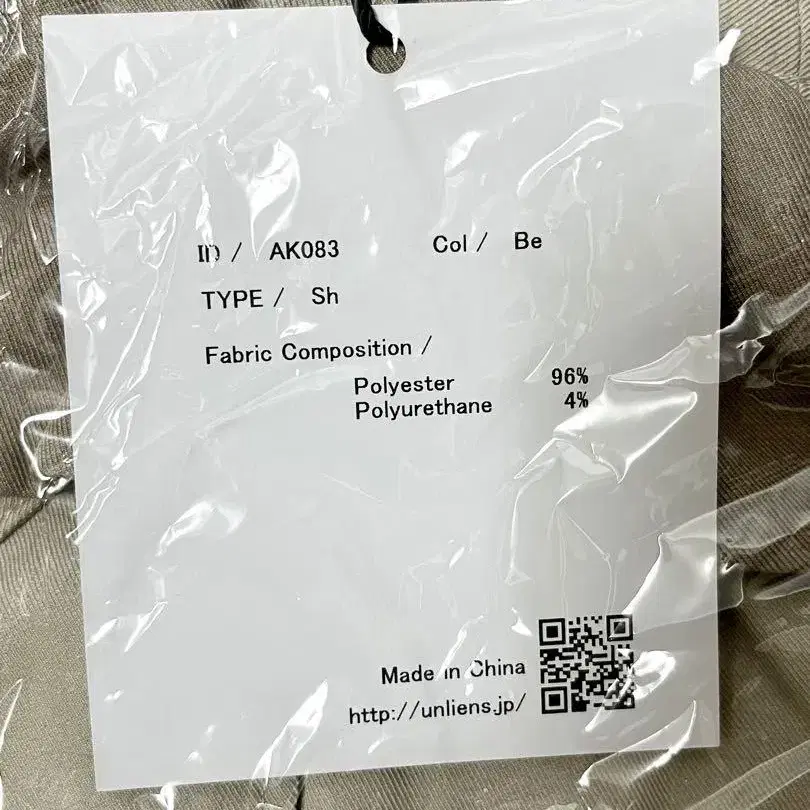 ID / AK083 Col / Be
TYPE / Sh
Fabric Composition /
Polyester 96%
Polyurethane 4%
Made in China
http://unliens.jp/